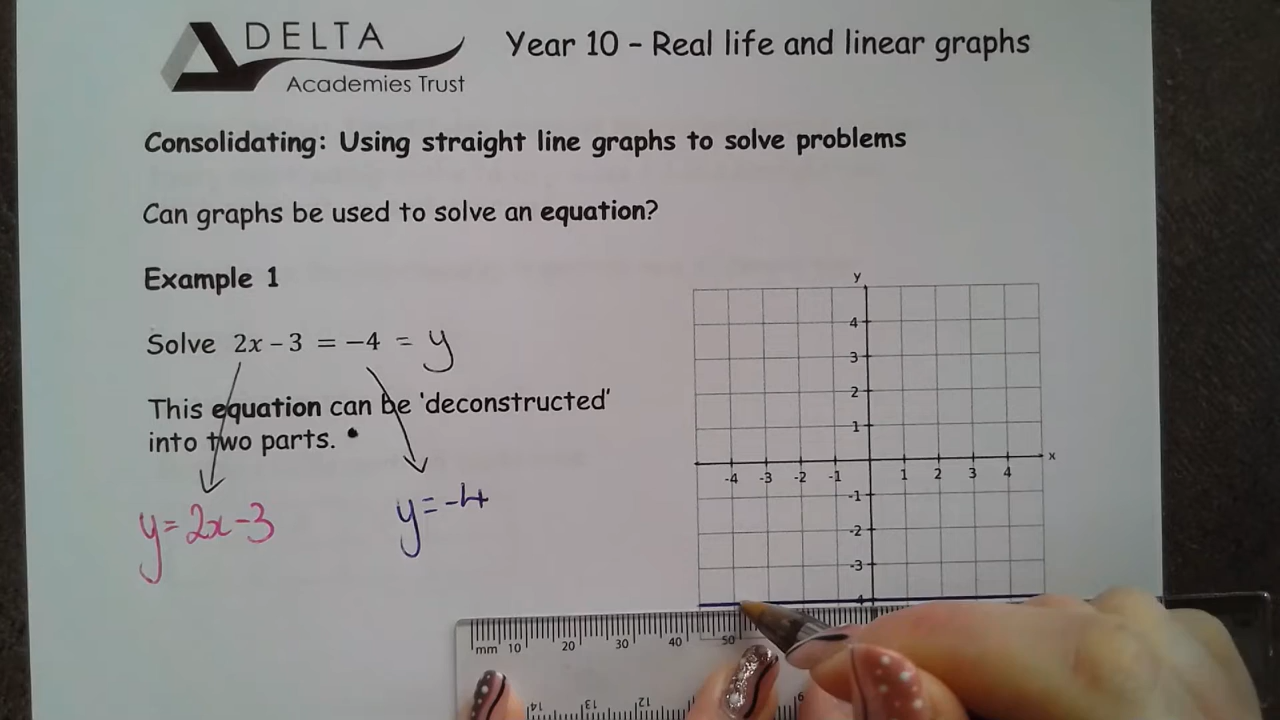 DELTA
Academies Trust
Year 10 – Real life and linear graphs
Consolidating: Using straight line graphs to solve problems
Can graphs be used to solve an equation?
Example 1
Solve 2x – 3 = –4 = y
This equation can be 'deconstructed'
into two parts.
y=2x-3
y=-4
y
4
3
2
1
x
-4 -3 -2 -1 1 2 3 4
-1
-2
-3
mm 10 20 30 40 50
14 13 12